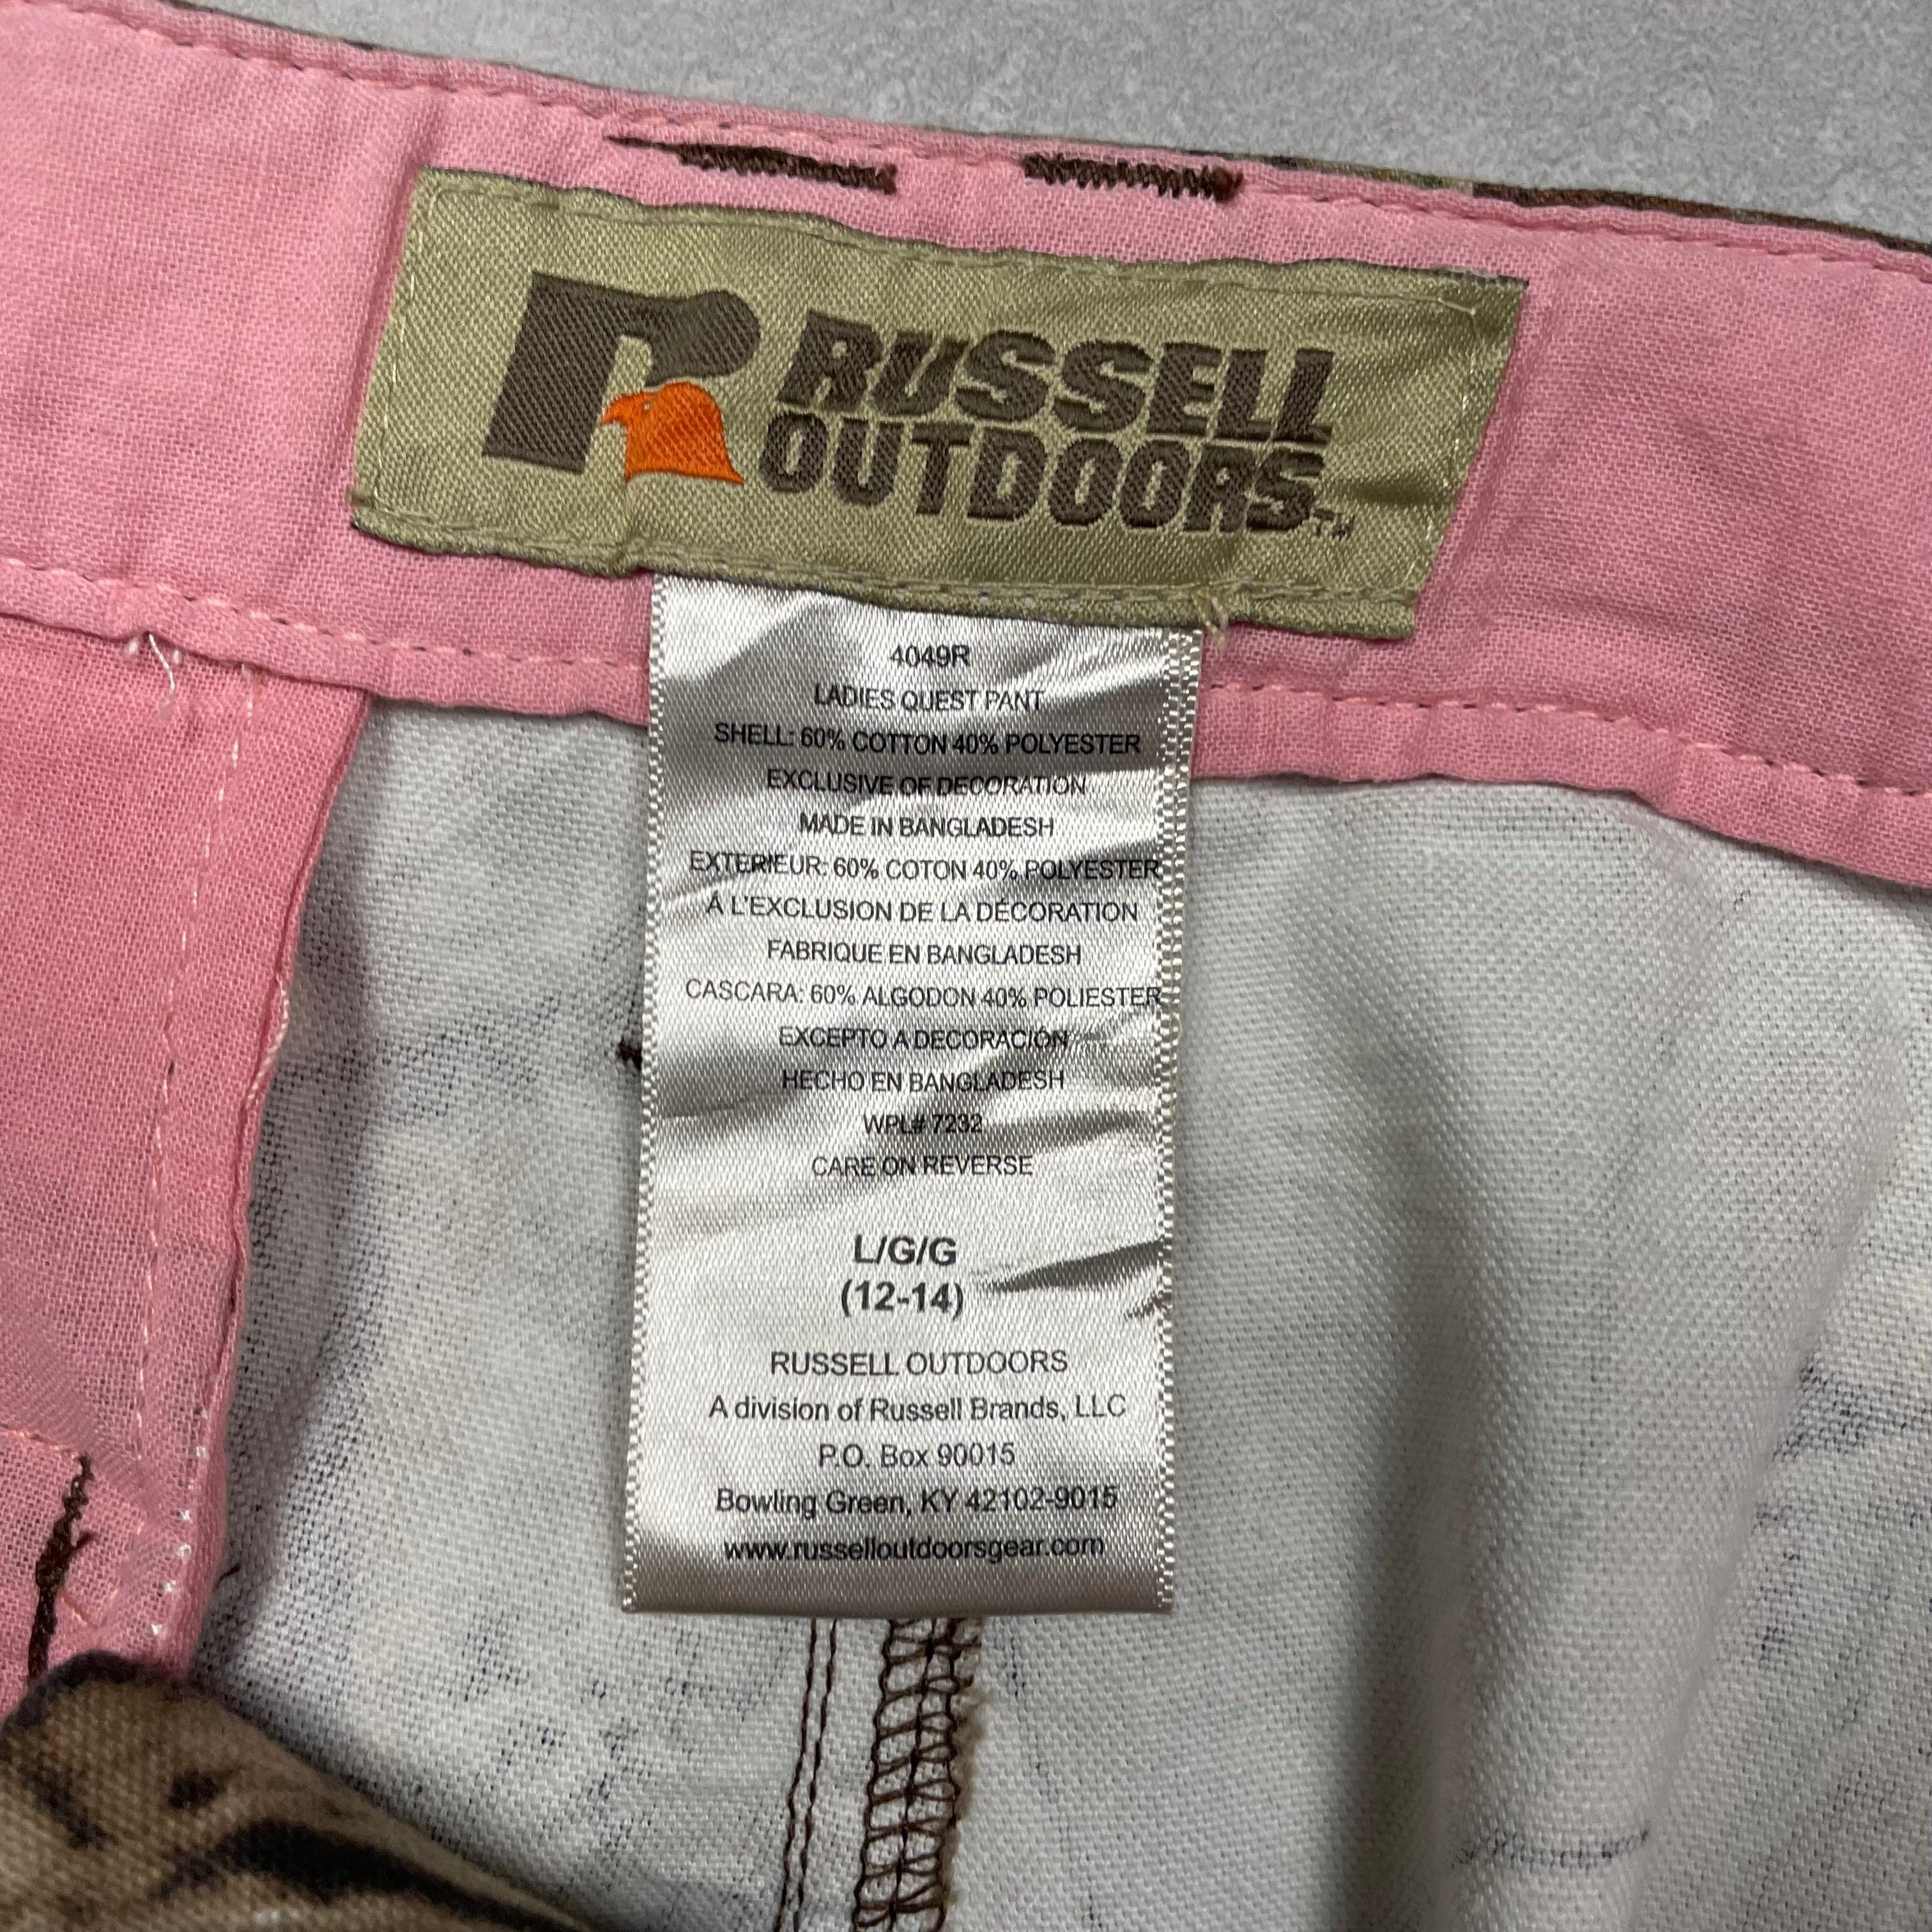 RUSSELL
OUTDOORS™
4049R
LADIES QUEST PANT
SHELL: 60% COTTON 40% POLYESTER
EXCLUSIVE OF DECORATION
MADE IN BANGLADESH
EXTERIEUR: 60% COTON 40% POLYESTER
Á L'EXCLUSION DE LA DÉCORATION
FABRIQUE EN BANGLADESH
CASCARA: 60% ALGODON 40% POLIESTER
EXCEPTO A DECORACIÓN
HECHO EN BANGLADESH
WPL# 7232
CARE ON REVERSE
L/G/G
(12-14)
RUSSELL OUTDOORS
A division of Russell Brands, LLC
P.O. Box 90015
Bowling Green, KY 42102-9015
www.russelloutdoorsgear.com